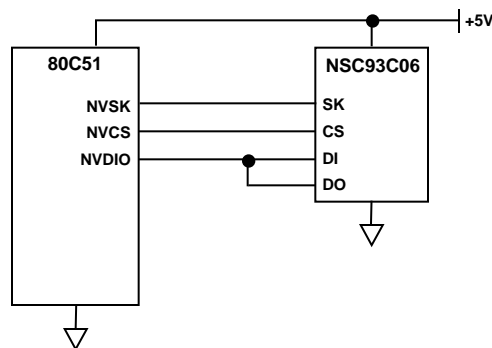 +5V
80C51
NSC93C06
NVSK
SK
NVCS
CS
NVDIO
DI
DO